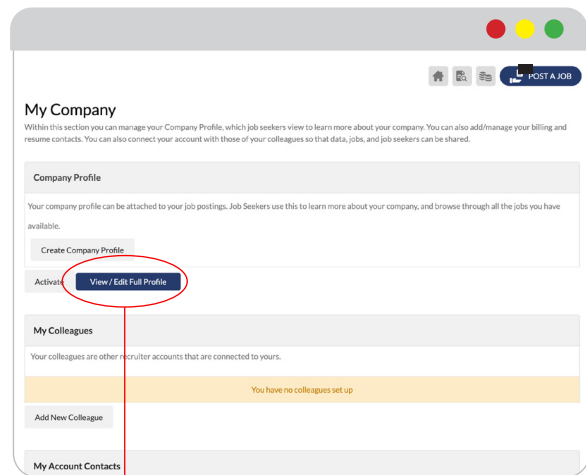 POST A JOB
My Company
Within this section you can manage your Company Profile, which job seekers view to learn more about your company. You can also add/manage your billing and
resume contacts. You can also connect your account with those of your colleagues so that data, jobs, and job seekers can be shared.
Company Profile
Your company profile can be attached to your job postings. Job Seekers use this to learn more about your company, and browse through all the jobs you have
available.
Create Company Profile
Activate View / Edit Full Profile
My Colleagues
Your colleagues are other recruiter accounts that are connected to yours.
You have no colleagues set up
Add New Colleague
My Account Contacts